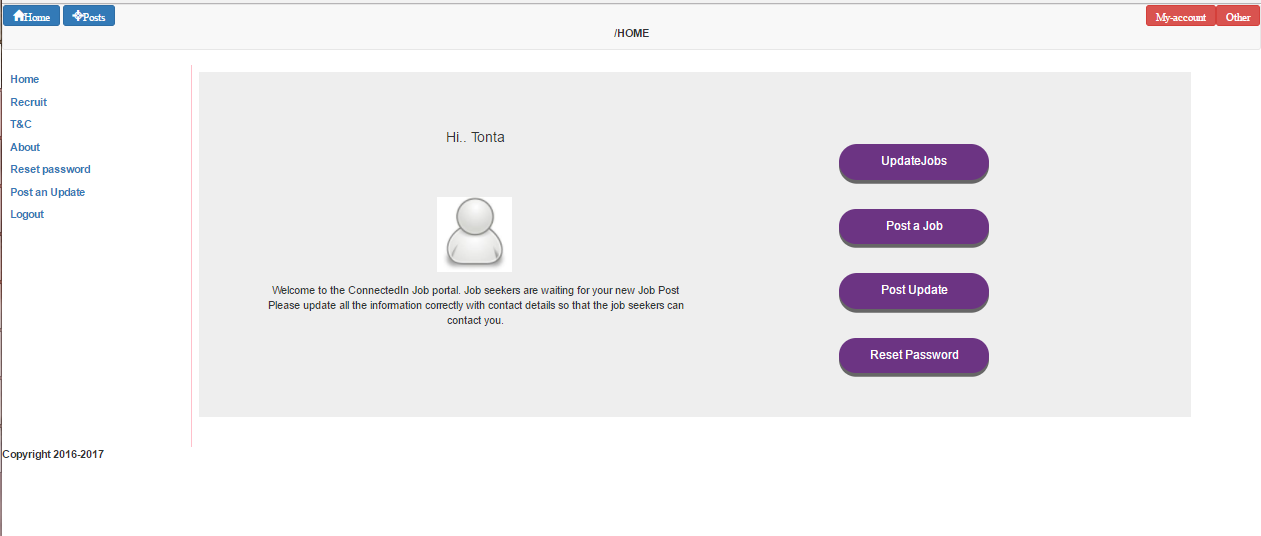 Home Posts My-account Other
/HOME
Home
Recruit
T&C
About
Reset password
Post an Update
Logout
Hi.. Tonta
Welcome to the ConnectedIn Job portal. Job seekers are waiting for your new Job Post
Please update all the information correctly with contact details so that the job seekers can
contact you.
UpdateJobs
Post a Job
Post Update
Reset Password
Copyright 2016-2017